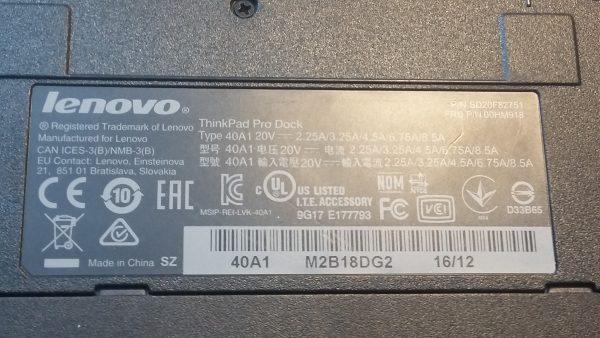 lenovo®
ThinkPad Pro Dock
P/N SD20F82751
FRU P/N 00HM918
® Registered Trademark of Lenovo
Type 40A1 20V⎓ 2.25A/3.25A/4.5A/6.75A/8.5A
Manufactured for Lenovo
型号 40A1 电压 20V⎓ 电流 2.25A/3.25A/4.5A/6.75A/8.5A
CAN ICES-3(B)/NMB-3(B)
型號 40A1 輸入電壓20V⎓ 輸入電流2.25A/3.25A/4.5A/6.75A/8.5A
EU Contact: Lenovo, Einsteinova
21, 851 01 Bratislava, Slovakia
CE 10 EAC
MSIP-REI-LVK-40A1
c UL US LISTED
I.T.E. ACCESSORY
9G17 E177793
NOM
FC
VCI
D33B65
Made in China SZ
40A1 M2B18DG2 16/12